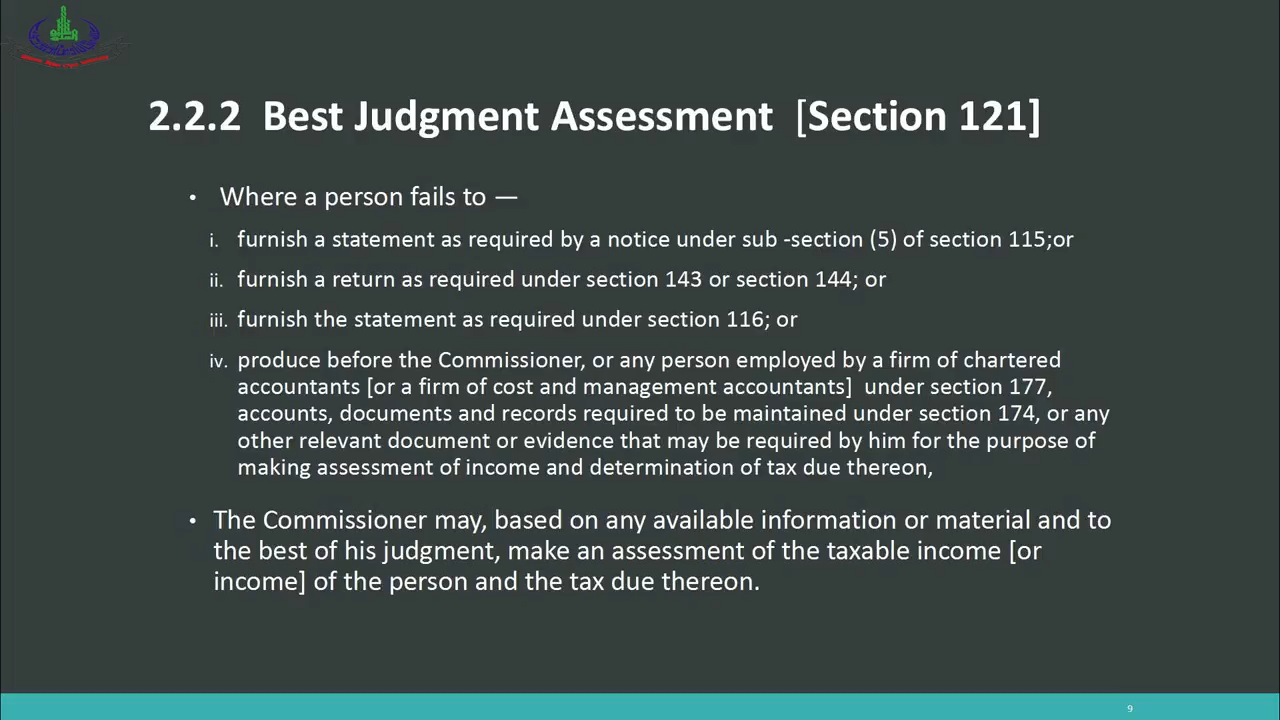 2.2.2 Best Judgment Assessment [Section 121]
• Where a person fails to —
i. furnish a statement as required by a notice under sub -section (5) of section 115;or
ii. furnish a return as required under section 143 or section 144; or
iii. furnish the statement as required under section 116; or
iv. produce before the Commissioner, or any person employed by a firm of chartered
accountants [or a firm of cost and management accountants] under section 177,
accounts, documents and records required to be maintained under section 174, or any
other relevant document or evidence that may be required by him for the purpose of
making assessment of income and determination of tax due thereon,
• The Commissioner may, based on any available information or material and to
the best of his judgment, make an assessment of the taxable income [or
income] of the person and the tax due thereon.
9